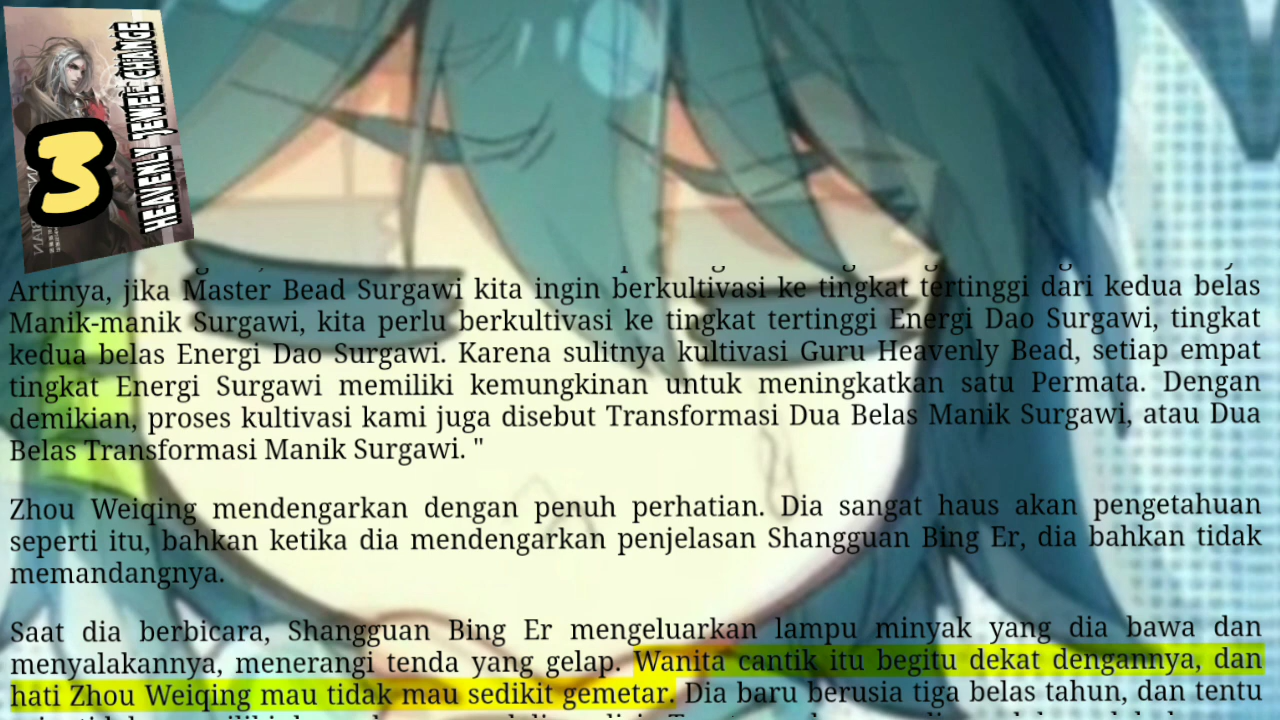 HEAVENLY JEWEL CHANGE
3
Artinya, jika Master Bead Surgawi kita ingin berkultivasi ke tingkat tertinggi dari kedua belas
Manik-manik Surgawi, kita perlu berkultivasi ke tingkat tertinggi Energi Dao Surgawi, tingkat
kedua belas Energi Dao Surgawi. Karena sulitnya kultivasi Guru Heavenly Bead, setiap empat
tingkat Energi Surgawi memiliki kemungkinan untuk meningkatkan satu Permata. Dengan
demikian, proses kultivasi kami juga disebut Transformasi Dua Belas Manik Surgawi, atau Dua
Belas Transformasi Manik Surgawi. "
Zhou Weiqing mendengarkan dengan penuh perhatian. Dia sangat haus akan pengetahuan
seperti itu, bahkan ketika dia mendengarkan penjelasan Shangguan Bing Er, dia bahkan tidak
memandangnya.
Saat dia berbicara, Shangguan Bing Er mengeluarkan lampu minyak yang dia bawa dan
menyalakannya, menerangi tenda yang gelap. Wanita cantik itu begitu dekat dengannya, dan
hati Zhou Weiqing mau tidak mau sedikit gemetar. Dia baru berusia tiga belas tahun, dan tentu